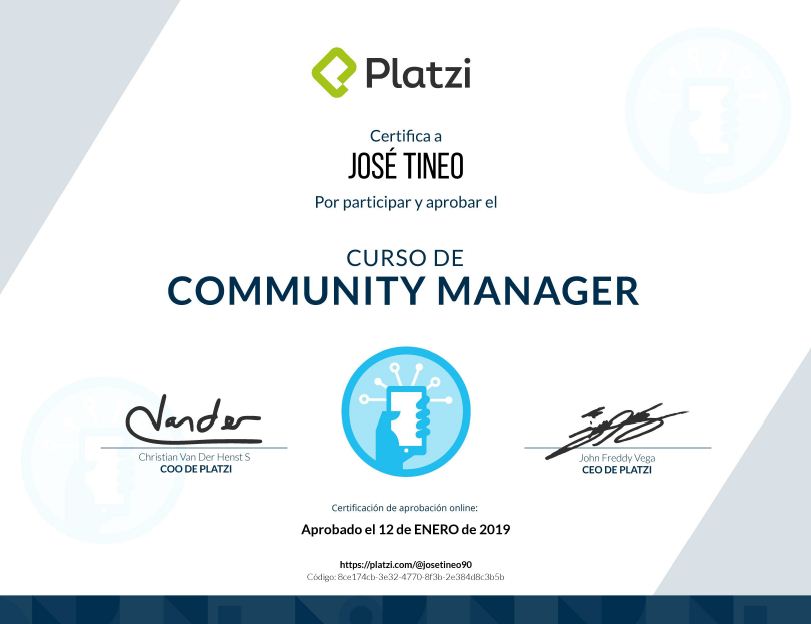 Platzi
Certifica a
JOSÉ TINEO
Por participar y aprobar el
CURSO DE
COMMUNITY MANAGER
Vander
Christian Van Der Henst S
COO DE PLATZI
John Freddy Vega
CEO DE PLATZI
Certificación de aprobación online:
Aprobado el 12 de ENERO de 2019
https://platzi.com/@josetineo90
Código: 8ce174cb-3e32-4770-8f3b-2e384d8c3b5b